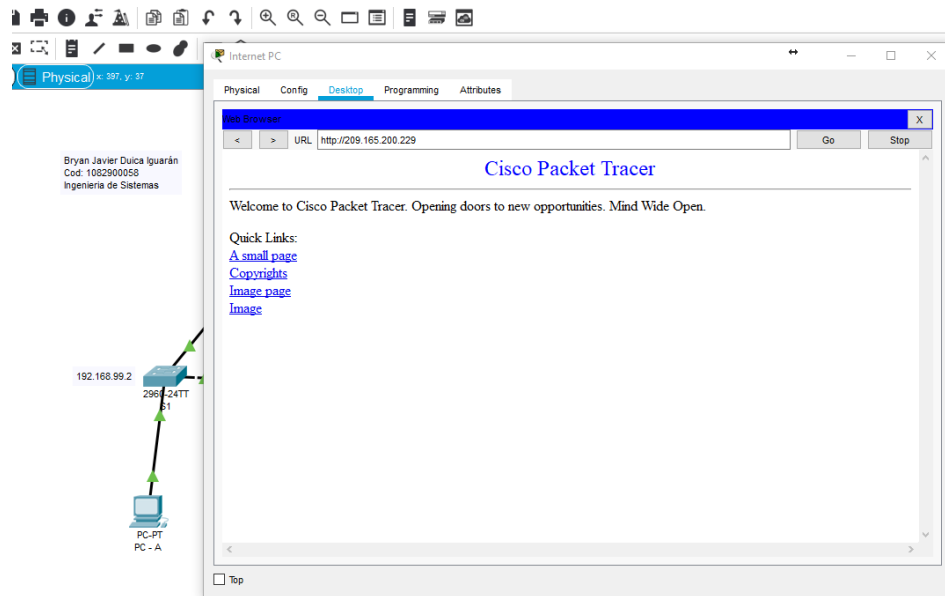 Physical x: 397, y: 37
Internet PC
Physical Config Desktop Programming Attributes
Web Browser X
< > URL http://209.165.200.229 Go Stop
Cisco Packet Tracer
Welcome to Cisco Packet Tracer. Opening doors to new opportunities. Mind Wide Open.
Quick Links:
A small page
Copyrights
Image page
Image
Top
Bryan Javier Duica Iguarán
Cod: 1082900058
Ingenieria de Sistemas
192.168.99.2
2960-24TT
S1
PC-PT
PC - A